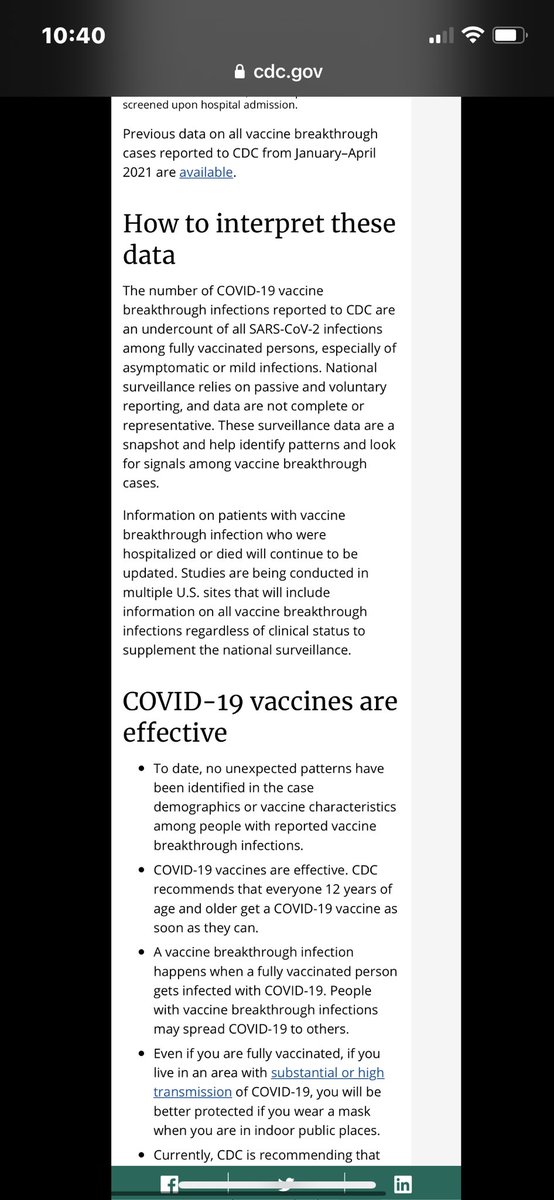 10:40
cdc.gov
screened upon hospital admission.
Previous data on all vaccine breakthrough
cases reported to CDC from January–April
2021 are available.
How to interpret these
data
The number of COVID-19 vaccine
breakthrough infections reported to CDC are
an undercount of all SARS-CoV-2 infections
among fully vaccinated persons, especially of
asymptomatic or mild infections. National
surveillance relies on passive and voluntary
reporting, and data are not complete or
representative. These surveillance data are a
snapshot and help identify patterns and look
for signals among vaccine breakthrough
cases.
Information on patients with vaccine
breakthrough infection who were
hospitalized or died will continue to be
updated. Studies are being conducted in
multiple U.S. sites that will include
information on all vaccine breakthrough
infections regardless of clinical status to
supplement the national surveillance.
COVID-19 vaccines are
effective
• To date, no unexpected patterns have
been identified in the case
demographics or vaccine characteristics
among people with reported vaccine
breakthrough infections.
• COVID-19 vaccines are effective. CDC
recommends that everyone 12 years of
age and older get a COVID-19 vaccine as
soon as they can.
• A vaccine breakthrough infection
happens when a fully vaccinated person
gets infected with COVID-19. People
with vaccine breakthrough infections
may spread COVID-19 to others.
• Even if you are fully vaccinated, if you
live in an area with substantial or high
transmission of COVID-19, you will be
better protected if you wear a mask
when you are in indoor public places.
• Currently, CDC is recommending that